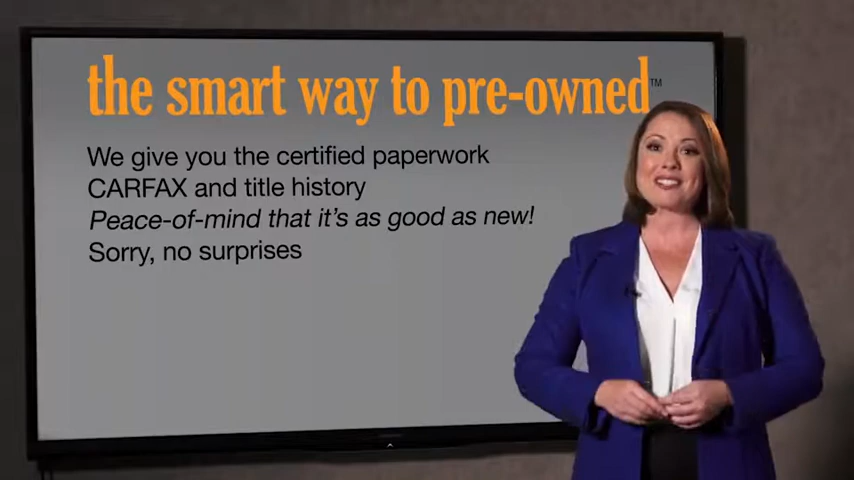 the smart way to pre-owned™
We give you the certified paperwork
CARFAX and title history
Peace-of-mind that it's as good as new!
Sorry, no surprises